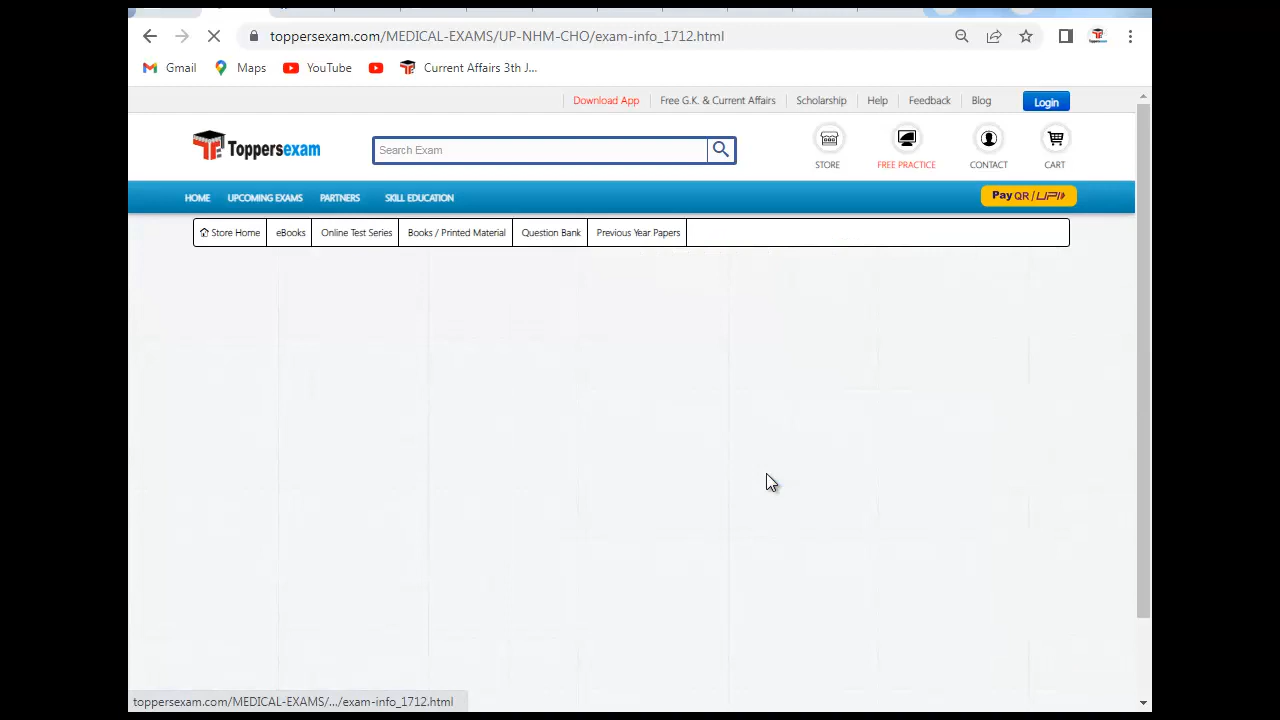 toppersexam.com/MEDICAL-EXAMS/UP-NHM-CHO/exam-info_1712.html
Gmail Maps YouTube Current Affairs 3th J...
Download App Free G.K. & Current Affairs Scholarship Help Feedback Blog Login
Toppersexam
Search Exam
STORE FREE PRACTICE CONTACT CART
HOME UPCOMING EXAMS PARTNERS SKILL EDUCATION Pay QR / UPI
Store Home eBooks Online Test Series Books / Printed Material Question Bank Previous Year Papers
toppersexam.com/MEDICAL-EXAMS/.../exam-info_1712.html